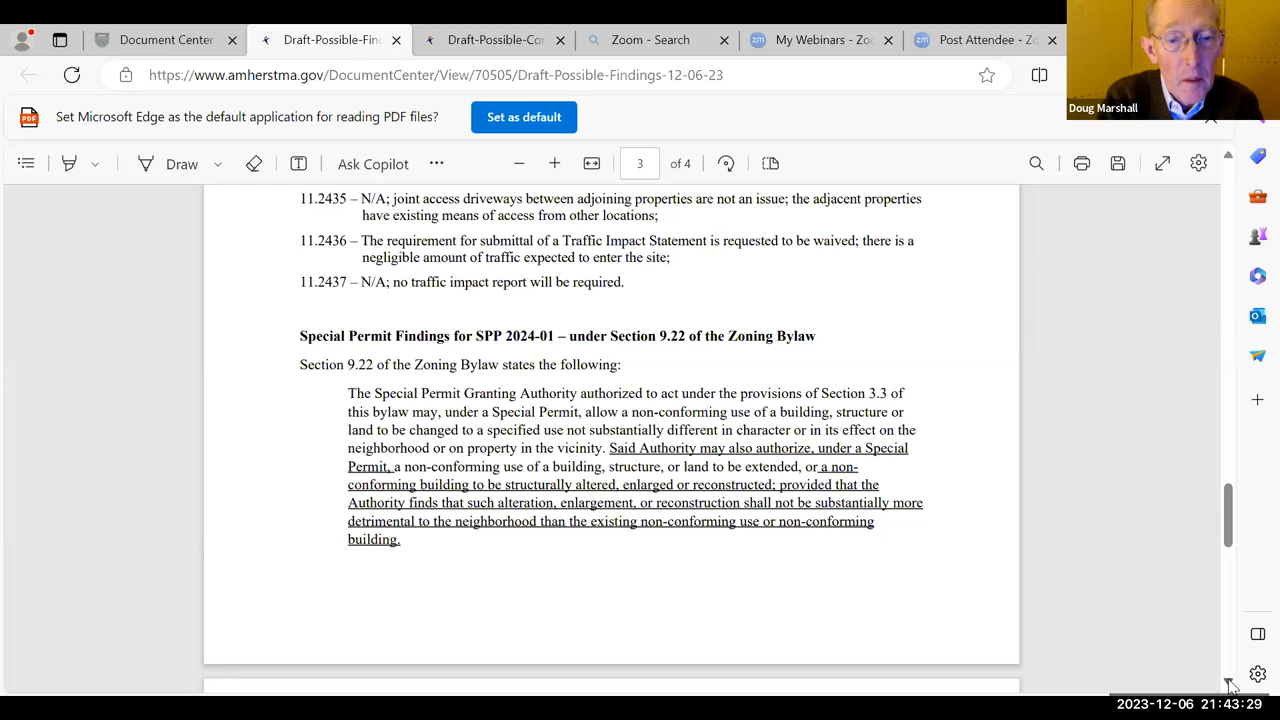 Document Center
Draft-Possible-Fin
Draft-Possible-Cor
Zoom - Search
My Webinars - Zoo
Post Attendee - Zo
https://www.amherstma.gov/DocumentCenter/View/70505/Draft-Possible-Findings-12-06-23
Doug Marshall
Set Microsoft Edge as the default application for reading PDF files?
Set as default
Draw
Ask Copilot
3 of 4
11.2435 – N/A; joint access driveways between adjoining properties are not an issue; the adjacent properties
have existing means of access from other locations;
11.2436 – The requirement for submittal of a Traffic Impact Statement is requested to be waived; there is a
negligible amount of traffic expected to enter the site;
11.2437 – N/A; no traffic impact report will be required.
Special Permit Findings for SPP 2024-01 – under Section 9.22 of the Zoning Bylaw
Section 9.22 of the Zoning Bylaw states the following:
The Special Permit Granting Authority authorized to act under the provisions of Section 3.3 of
this bylaw may, under a Special Permit, allow a non-conforming use of a building, structure or
land to be changed to a specified use not substantially different in character or in its effect on the
neighborhood or on property in the vicinity. Said Authority may also authorize, under a Special
Permit, a non-conforming use of a building, structure, or land to be extended, or a non-
conforming building to be structurally altered, enlarged or reconstructed; provided that the
Authority finds that such alteration, enlargement, or reconstruction shall not be substantially more
detrimental to the neighborhood than the existing non-conforming use or non-conforming
building.
2023-12-06 21:43:29